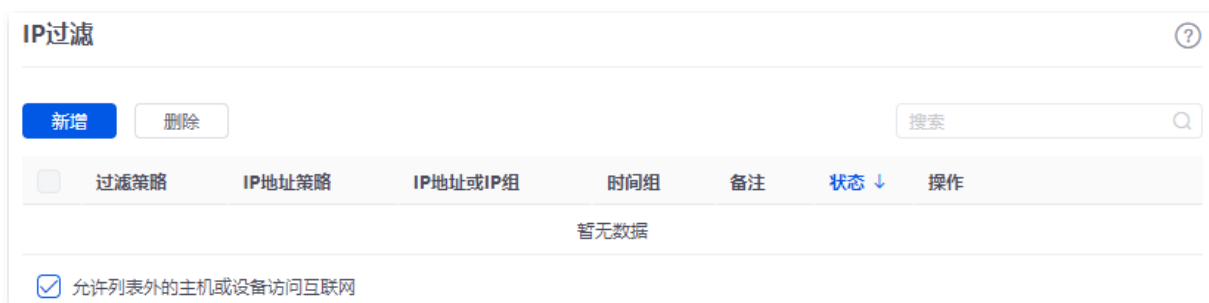 IP过滤
新增 删除 搜索
过滤策略 IP地址策略 IP地址或IP组 时间组 备注 状态 ↓ 操作
暂无数据
允许列表外的主机或设备访问互联网